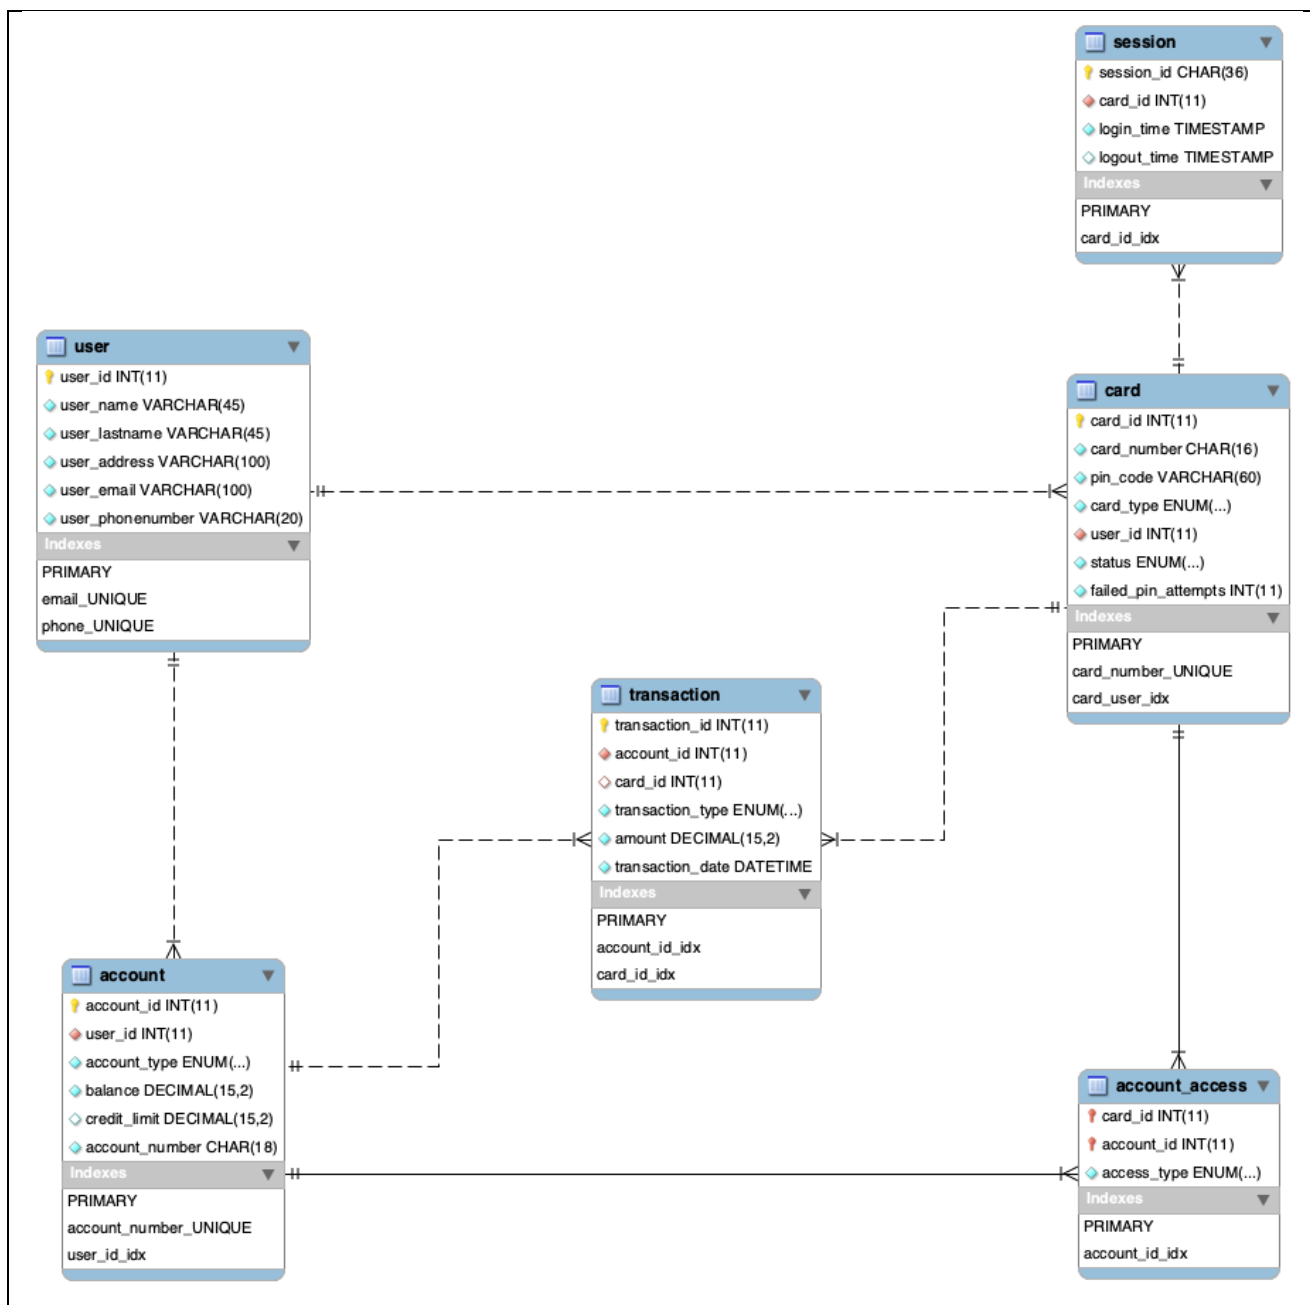 session
session_id CHAR(36)
card_id INT(11)
login_time TIMESTAMP
logout_time TIMESTAMP
Indexes
PRIMARY
card_id_idx
user
user_id INT(11)
user_name VARCHAR(45)
user_lastname VARCHAR(45)
user_address VARCHAR(100)
user_email VARCHAR(100)
user_phonenumber VARCHAR(20)
Indexes
PRIMARY
email_UNIQUE
phone_UNIQUE
card
card_id INT(11)
card_number CHAR(16)
pin_code VARCHAR(60)
card_type ENUM(...)
user_id INT(11)
status ENUM(...)
failed_pin_attempts INT(11)
Indexes
PRIMARY
card_number_UNIQUE
card_user_idx
transaction
transaction_id INT(11)
account_id INT(11)
card_id INT(11)
transaction_type ENUM(...)
amount DECIMAL(15,2)
transaction_date DATETIME
Indexes
PRIMARY
account_id_idx
card_id_idx
account
account_id INT(11)
user_id INT(11)
account_type ENUM(...)
balance DECIMAL(15,2)
credit_limit DECIMAL(15,2)
account_number CHAR(18)
Indexes
PRIMARY
account_number_UNIQUE
user_id_idx
account_access
card_id INT(11)
account_id INT(11)
access_type ENUM(...)
Indexes
PRIMARY
account_id_idx